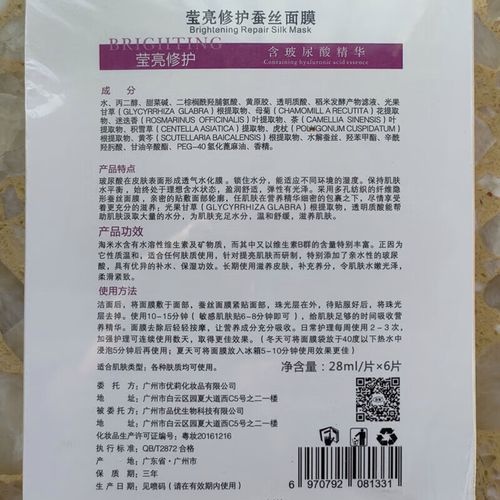 莹亮修护蚕丝面膜
Brightening Repair Silk Mask
BRIGHTING
莹亮修护
含玻尿酸精华
Containing hyaluronic acid essence
成 分
水、丙二醇、甜菜碱、二棕榈酰羟脯氨酸、黄原胶、透明质酸、稻米发酵产物滤液、光果
甘草（GLYCYRRHIZA GLABRA）根提取物、母菊（CHAMOMILLA RECUTITA）花提
取物、迷迭香（ROSMARINUS OFFICINALIS）叶提取物、茶（CAMELLIA SINENSIS）叶
提取物、积雪草（CENTELLA ASIATICA）提取物、虎杖（POLYGONUM CUSPIDATUM）
根提取物、黄芩（SCUTELLARIA BAICALENSIS）根提取物、水解蚕丝、羟苯甲酯、辛酰
羟肟酸、甘油辛酸酯、PEG-40 氢化蓖麻油、香精。
产品特点
玻尿酸在皮肤表面形成透气水化膜。锁住水分，能适应不同环境的湿度。保持肌肤
水平衡，始终处于理想含水状态，盈润舒适，弹性有光泽。采用多孔纺织的纤维隐
形蚕丝面膜，亲密的贴敷面部轮廓，任肌肤在营养精华细密的包裹之下，尽情享受
着更充分的滋养；光果甘草（GLYCYRRHIZA GLABRA）根提取物，透明质酸能帮
助肌肤汲取大量的水分，为肌肤充足水分，温和舒缓，滋养肌肤。
产品功效
淘米水含有水溶性维生素及矿物质，而其中又以维生素B群的含量特别丰富。正因为
它性质温和，适合任何肤质使用，针对提亮肌肤而研制，特别添加了亲水性的玻尿
酸，具有优异的补水、保湿功效。长期使用滋养皮肤，补充养分，令肌肤水嫩光泽，
柔滑紧致。
使用方法
洁面后，将面膜敷于面部，蚕丝面膜紧贴面部，珠光层在外，待贴服好后，将珠光
层去掉。使用10-15分钟（敏感肌肤贴6-8分钟即可），给肌肤足够的时间吸收营
养精华。面膜去除后轻轻按摩，让营养成分充分吸收。日常护理每周使用2-3次，
加强护理可连续使用数天，取得更佳效果。（冬天可将面膜袋放于40度以上热水中
浸泡5分钟后再使用；夏天可将面膜放入冰箱5-10分钟使用效果更佳）
适合肌肤类型：各种肤质均可使用。
净含量：28ml/片×6片
委 托 方：广州市优莉化妆品有限公司
地 址：广州市白云区园夏大道西C5号之二一楼
被 委 托 方：广州市品优生物科技有限公司
地 址：广州市白云区园夏大道西C5号之二一楼
化妆品生产许可证编号：粤妆20161216
执 行 标 准：QB/T2872 合格
产 地：广东省·广州市
保 质 期：三年
生 产 日 期：见喷码（请在有效期内使用）
6 970792 081331